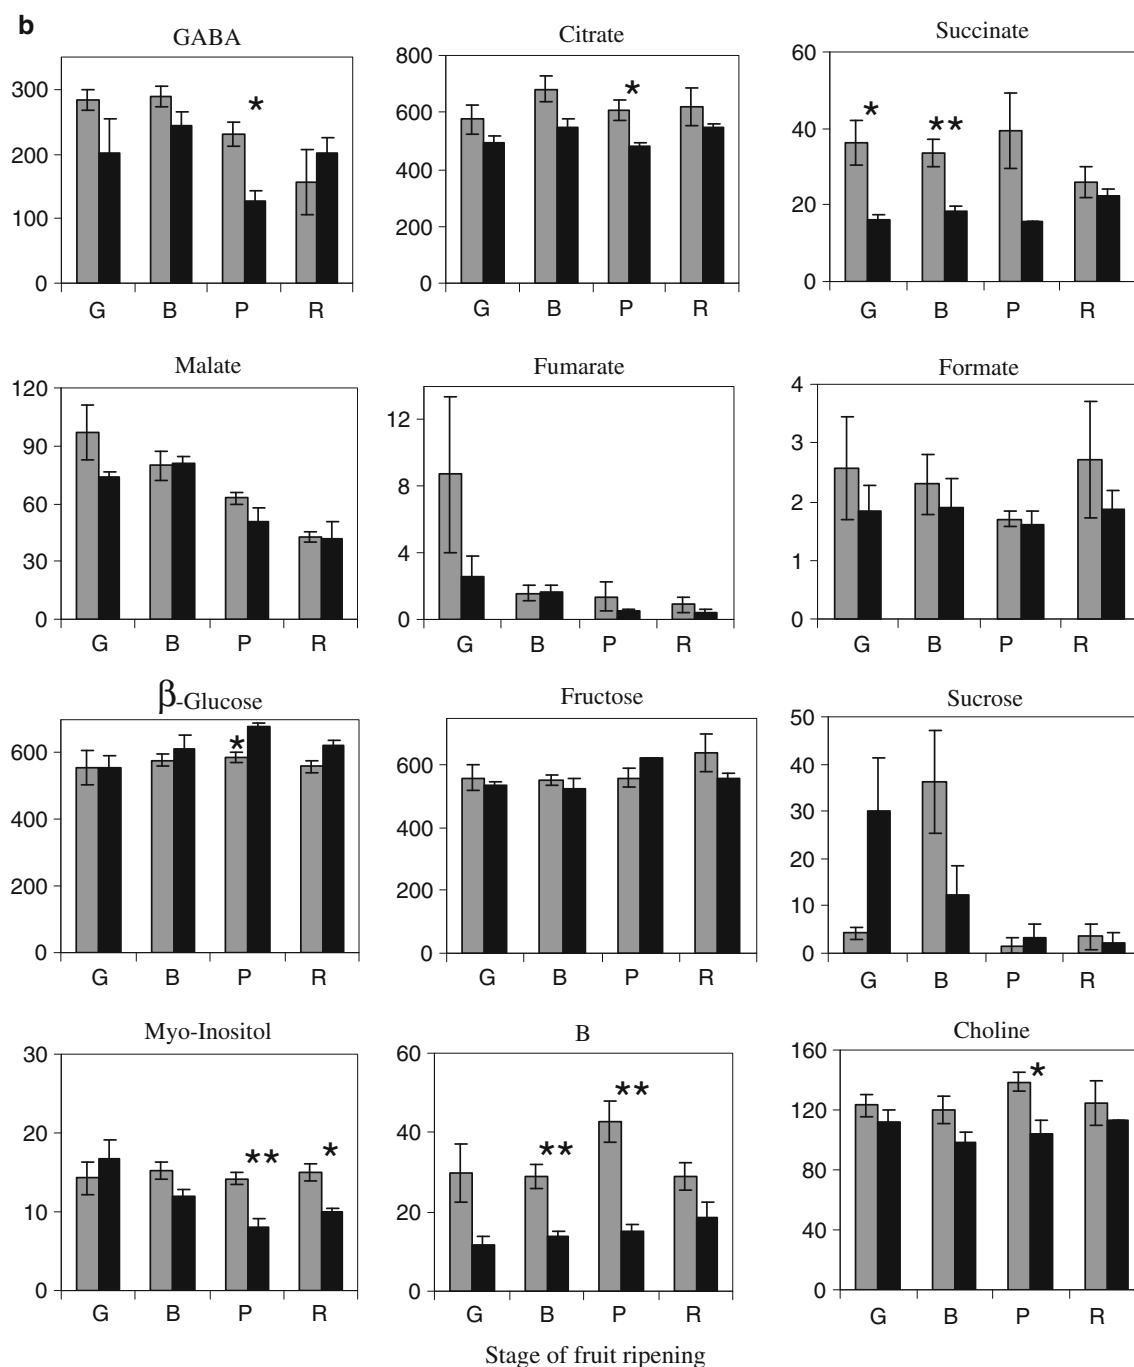 b
GABA
Citrate
Succinate
300
200
100
0
800
600
400
200
0
60
40
20
0
*
*
*
**
G B P R
G B P R
G B P R
Malate
Fumarate
Formate
120
90
60
30
0
12
8
4
0
4
3
2
1
0
G B P R
G B P R
G B P R
β-Glucose
Fructose
Sucrose
600
400
200
0
600
400
200
0
50
40
30
20
10
0
*
G B P R
G B P R
G B P R
Myo-Inositol
B
Choline
30
20
10
0
60
40
20
0
160
120
80
40
0
**
*
**
**
*
G B P R
G B P R
G B P R
Stage of fruit ripening